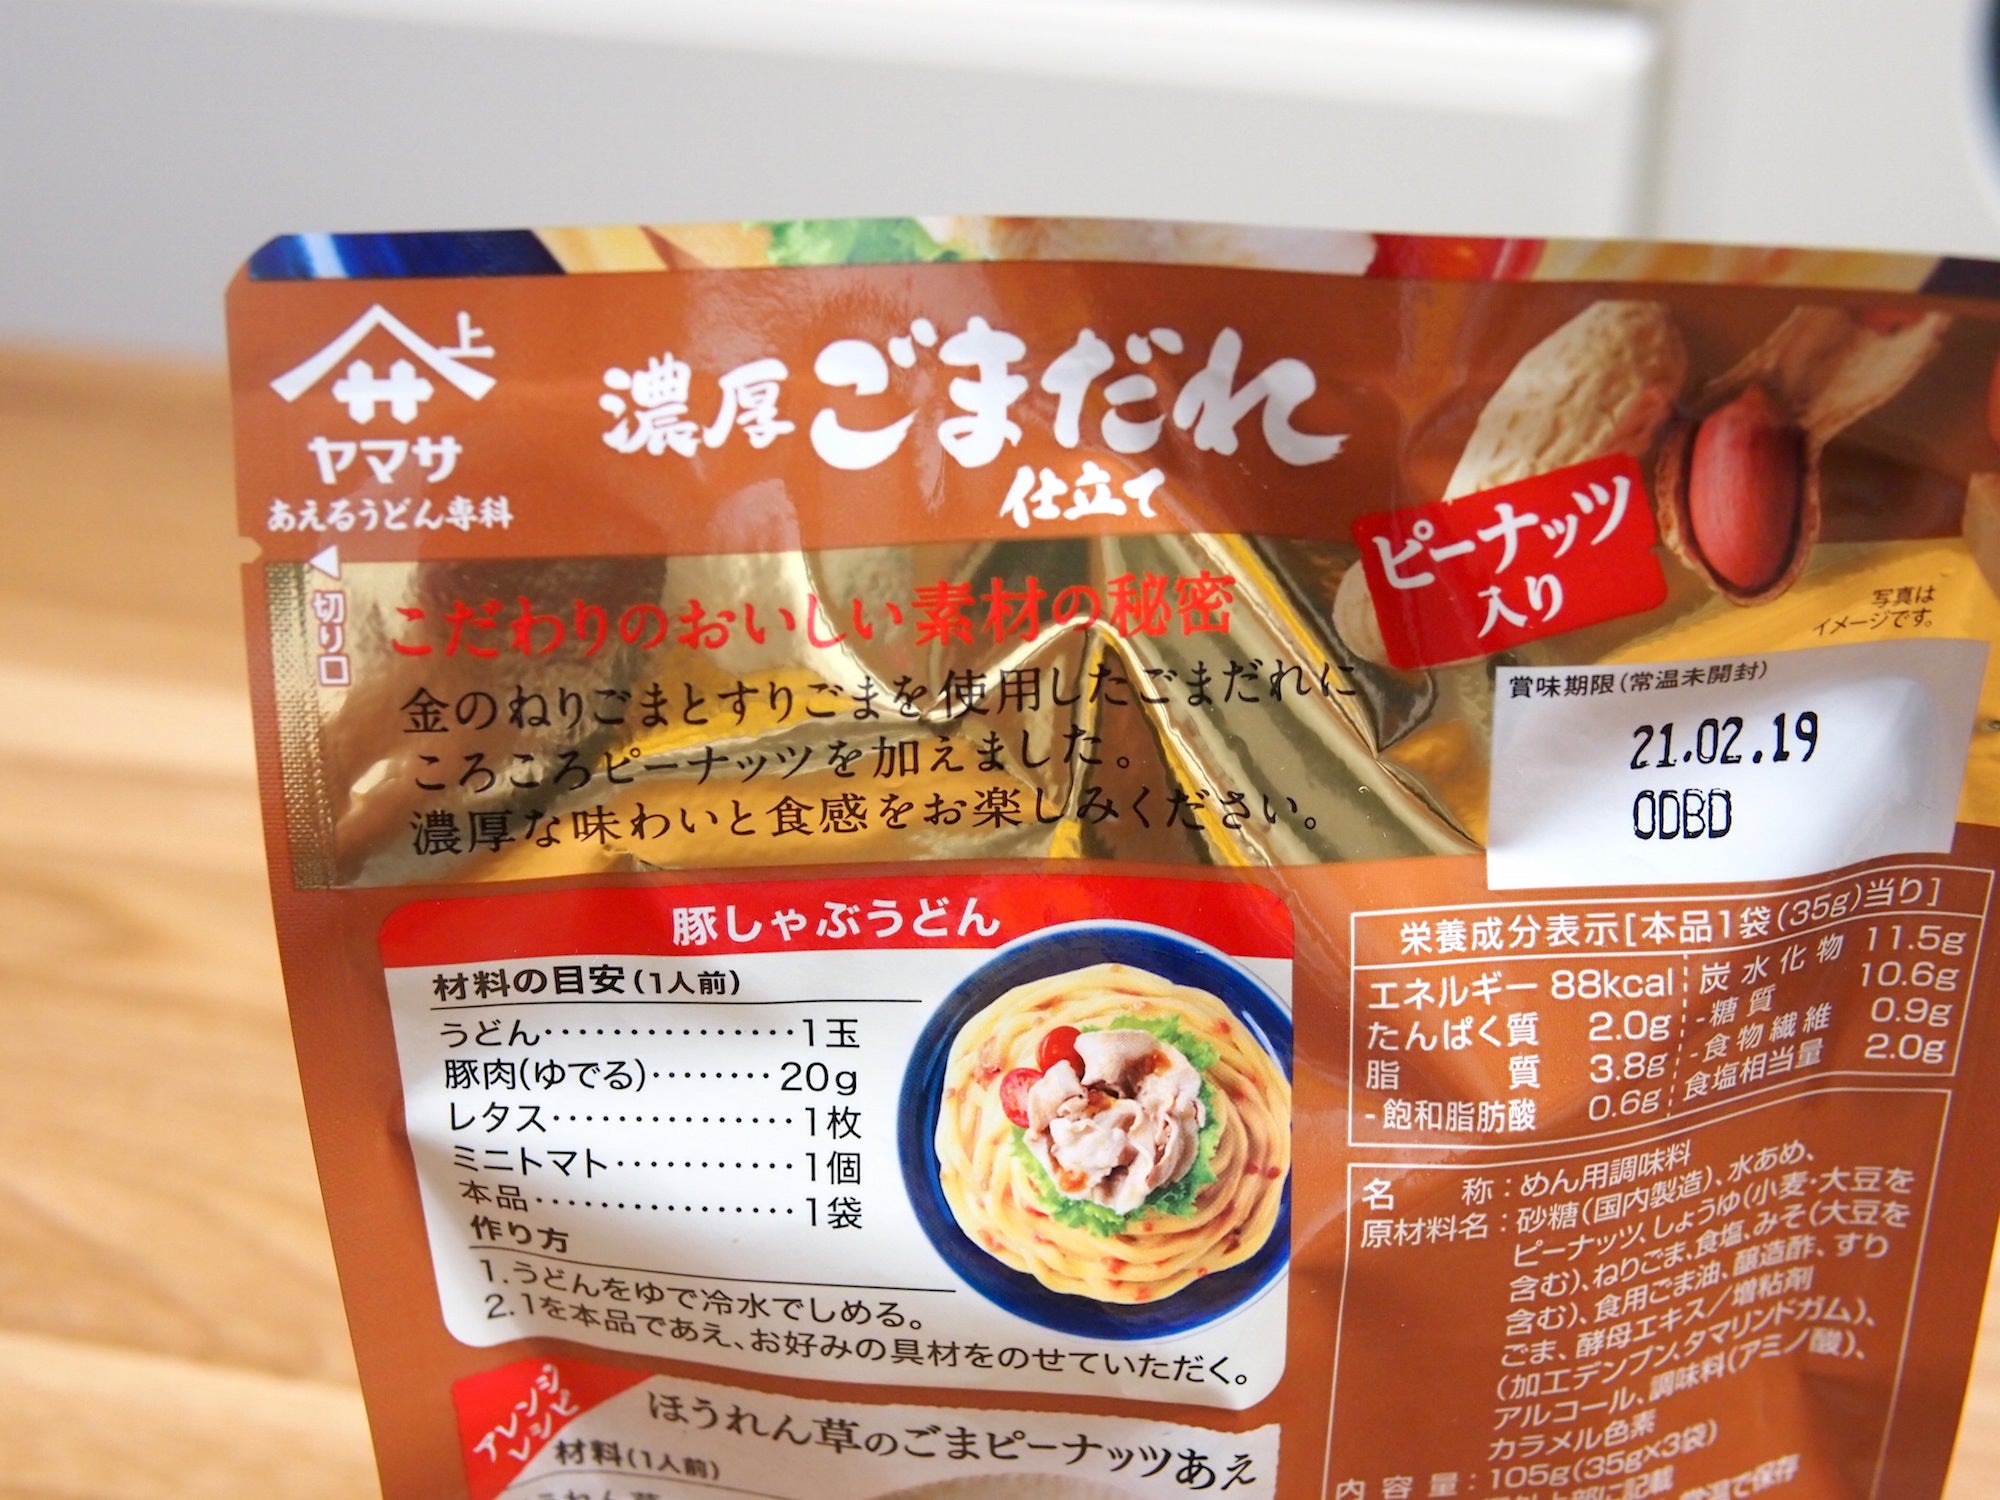 上
サ
ヤマサ
あえるうどん専科
濃厚ごまだれ
仕立て
ピーナッツ
入り
写真は
イメージです。
切り口
こだわりのおいしい素材の秘密
金のねりごまとすりごまを使用したごまだれに
ころころピーナッツを加えました。
濃厚な味わいと食感をお楽しみください。
賞味期限(常温未開封)
21.02.19
ODBD
豚しゃぶうどん
材料の目安(1人前)
うどん・・・・・・・・・・・・・・・・1玉
豚肉(ゆでる)・・・・・・・・20g
レタス・・・・・・・・・・・・・・・1枚
ミニトマト・・・・・・・・・・・1個
本品・・・・・・・・・・・・・・・・1袋
作り方
1.うどんをゆで冷水でしめる。
2.1を本品であえ、お好みの具材をのせていただく。
アレンジ
レシピ
ほうれん草のごまピーナッツあえ
材料(1人前)
栄養成分表示[本品1袋(35g)当り]
エネルギー 88kcal
たんぱく質 2.0g
脂質 3.8g
-飽和脂肪酸 0.6g
炭水化物 11.5g
-糖質 10.6g
-食物繊維 0.9g
食塩相当量 2.0g
名称:めん用調味料
原材料名:砂糖(国内製造)、水あめ、
ピーナッツ、しょうゆ(小麦・大豆を
含む)、ねりごま、食塩、みそ(大豆を
含む)、食用ごま油、醸造酢、すり
ごま、酵母エキス/増粘剤
(加工デンプン、タマリンドガム)、
アルコール、調味料(アミノ酸)、
カラメル色素
内容量:105g(35g×3袋)